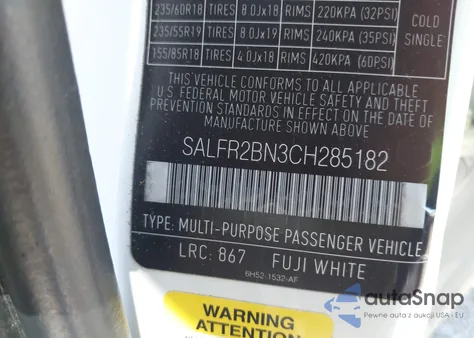 235/60R18 TIRES 8.0Jx18 RIMS 220KPA (32PSI)
235/55R19 TIRES 8.0Jx19 RIMS 240KPA (35PSI)
155/85R18 TIRES 4.0Jx18 RIMS 420KPA (60PSI)
COLD
SINGLE
THIS VEHICLE CONFORMS TO ALL APPLICABLE
U.S. FEDERAL MOTOR VEHICLE SAFETY AND THEFT
PREVENTION STANDARDS IN EFFECT ON THE DATE OF
MANUFACTURE SHOWN ABOVE
SALFR2BN3CH285182
TYPE: MULTI-PURPOSE PASSENGER VEHICLE
LRC: 867 FUJI WHITE
6H52-1532-AF
WARNING
ATTENTION
autoSnap
Pewne auta z aukcji USA i EU